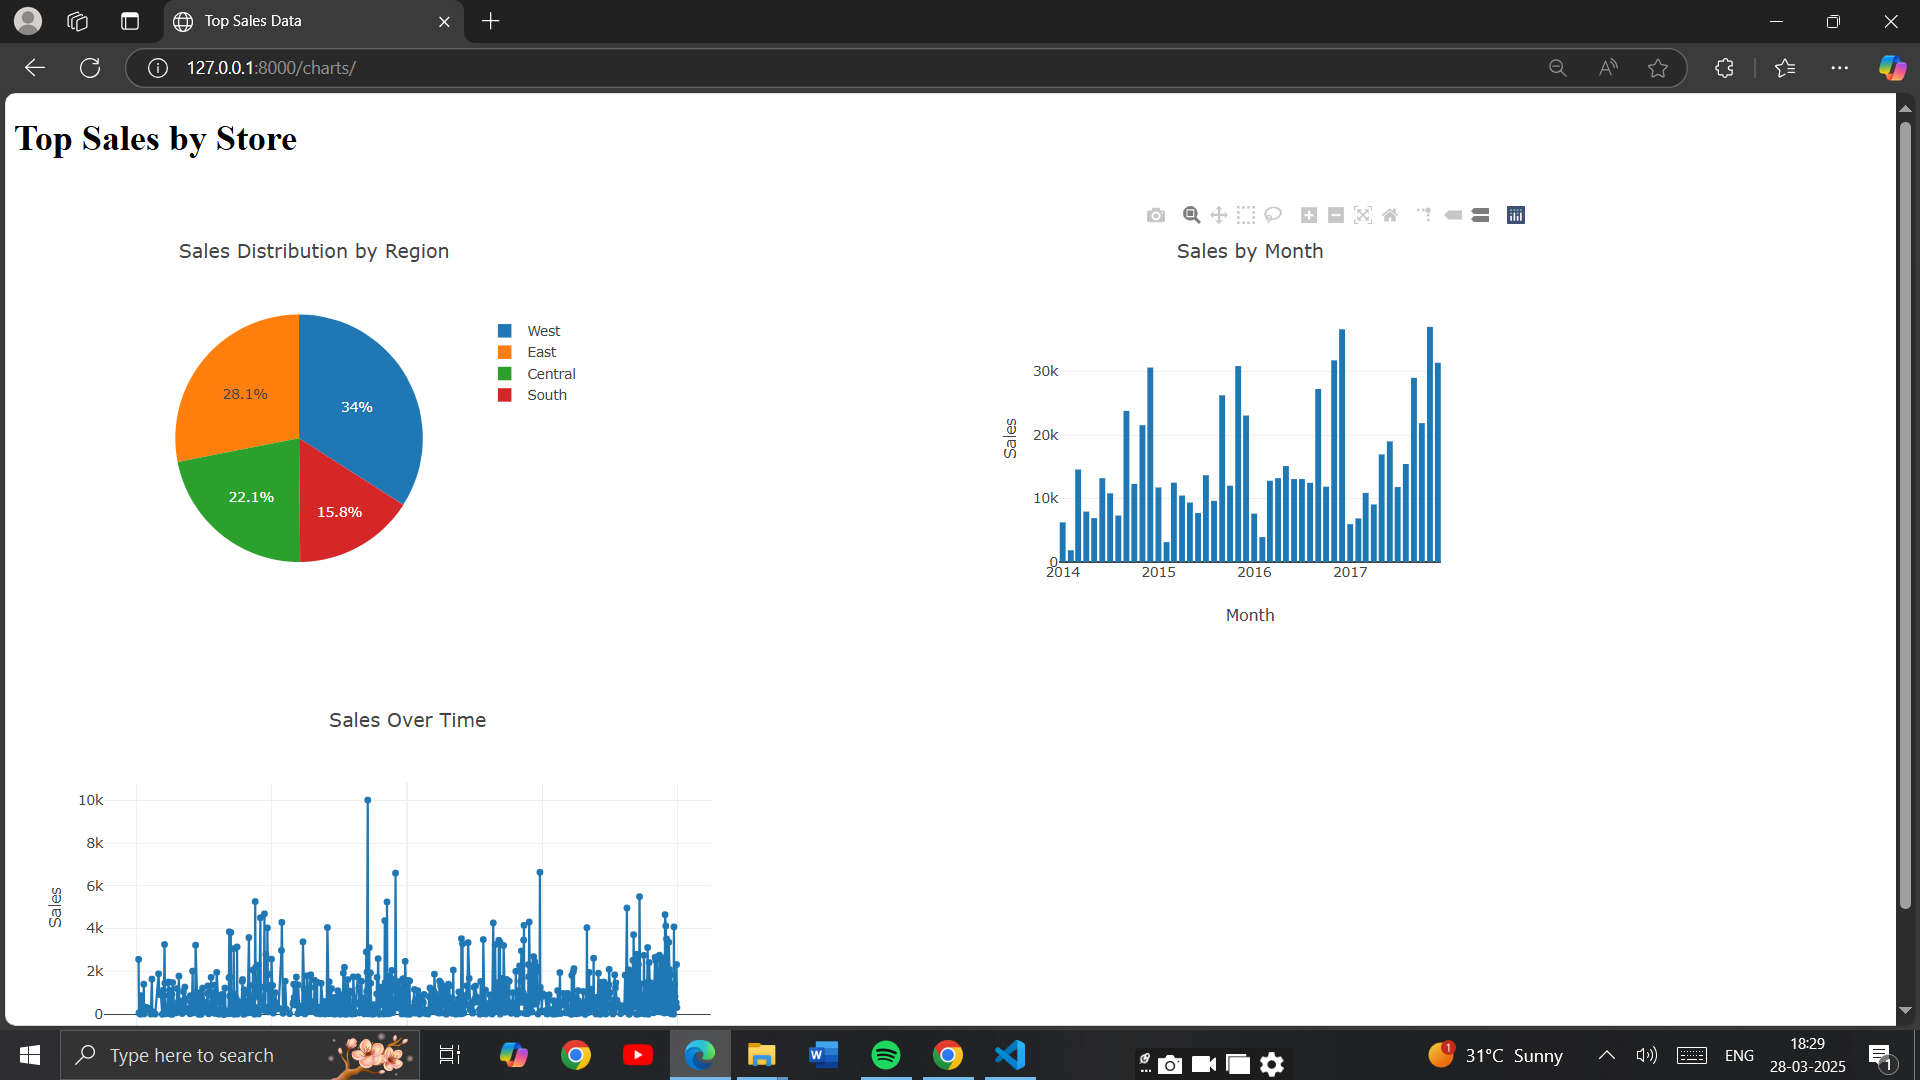 Top Sales Data
127.0.0.1:8000/charts/
Top Sales by Store
Sales Distribution by Region
28.1%
34%
22.1%
15.8%
West
East
Central
South
Sales by Month
Sales
30k
20k
10k
0
2014 2015 2016 2017
Month
Sales Over Time
Sales
10k
8k
6k
4k
2k
0
Type here to search
1
31°C Sunny
ENG
18:29
28-03-2025
1